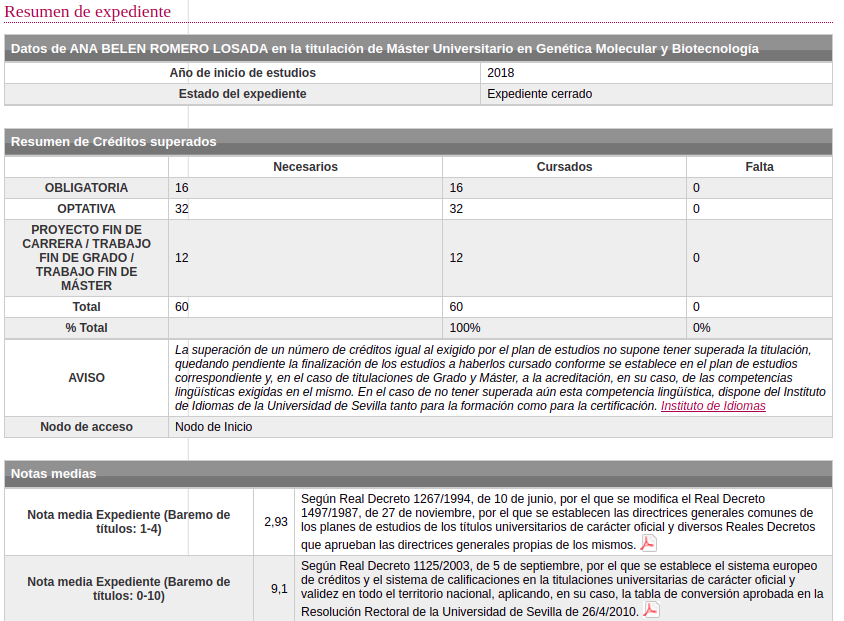 Resumen de expediente
Datos de ANA BELEN ROMERO LOSADA en la titulación de Máster Universitario en Genética Molecular y Biotecnología
Año de inicio de estudios 2018
Estado del expediente Expediente cerrado
Resumen de Créditos superados
Necesarios Cursados Falta
OBLIGATORIA 16 16 0
OPTATIVA 32 32 0
PROYECTO FIN DE
CARRERA / TRABAJO
FIN DE GRADO /
TRABAJO FIN DE
MÁSTER
12 12 0
Total 60 60 0
% Total 100% 0%
AVISO
La superación de un número de créditos igual al exigido por el plan de estudios no supone tener superada la titulación,
quedando pendiente la finalización de los estudios a haberlos cursado conforme se establece en el plan de estudios
correspondiente y, en el caso de titulaciones de Grado y Máster, a la acreditación, en su caso, de las competencias
lingüísticas exigidas en el mismo. En el caso de no tener superada aún esta competencia lingüística, dispone del Instituto
de Idiomas de la Universidad de Sevilla tanto para la formación como para la certificación. Instituto de Idiomas
Nodo de acceso Nodo de Inicio
Notas medias
Nota media Expediente (Baremo de
títulos: 1-4)
2,93
Según Real Decreto 1267/1994, de 10 de junio, por el que se modifica el Real Decreto
1497/1987, de 27 de noviembre, por el que se establecen las directrices generales comunes de
los planes de estudios de los títulos universitarios de carácter oficial y diversos Reales Decretos
que aprueban las directrices generales propias de los mismos.
Nota media Expediente (Baremo de
títulos: 0-10)
9,1
Según Real Decreto 1125/2003, de 5 de septiembre, por el que se establece el sistema europeo
de créditos y el sistema de calificaciones en la titulaciones universitarias de carácter oficial y
validez en todo el territorio nacional, aplicando, en su caso, la tabla de conversión aprobada en la
Resolución Rectoral de la Universidad de Sevilla de 26/4/2010.